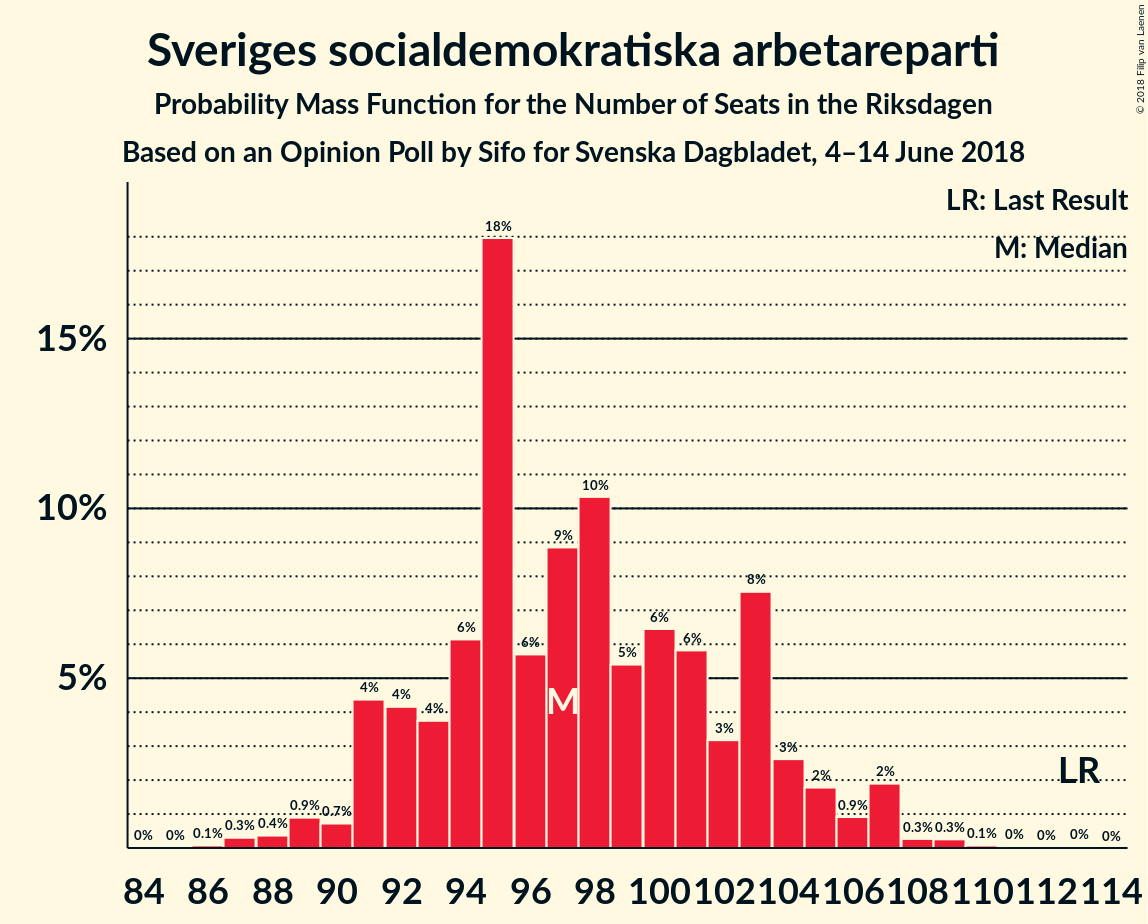 Sveriges socialdemokratiska arbetareparti
Probability Mass Function for the Number of Seats in the Riksdagen
Based on an Opinion Poll by Sifo for Svenska Dagbladet, 4–14 June 2018
© 2018 Filip van Laenen
LR: Last Result
M: Median
15%
10%
5%
0% 0% 0.1% 0.3% 0.4% 0.9% 0.7% 4% 4% 4% 6% 18% 6% 9% 10% 5% 6% 6% 3% 8% 3% 2% 0.9% 2% 0.3% 0.3% 0.1% 0% 0% 0% 0%
M
LR
84 86 88 90 92 94 96 98 100 102 104 106 108 110 112 114